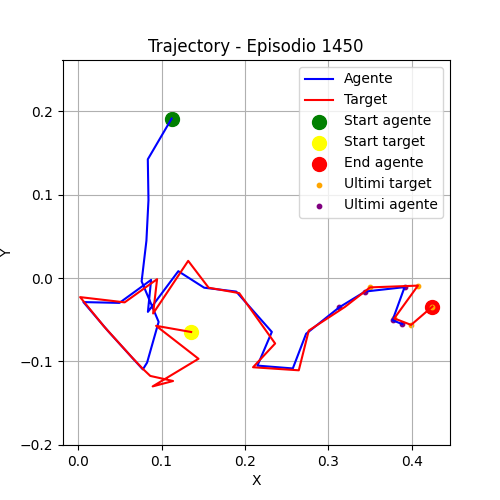 Trajectory - Episodio 1450
Agente
Target
Start agente
Start target
End agente
Ultimi target
Ultimi agente
0.2
0.1
0.0
−0.1
−0.2
Y
0.0
0.1
0.2
0.3
0.4
X